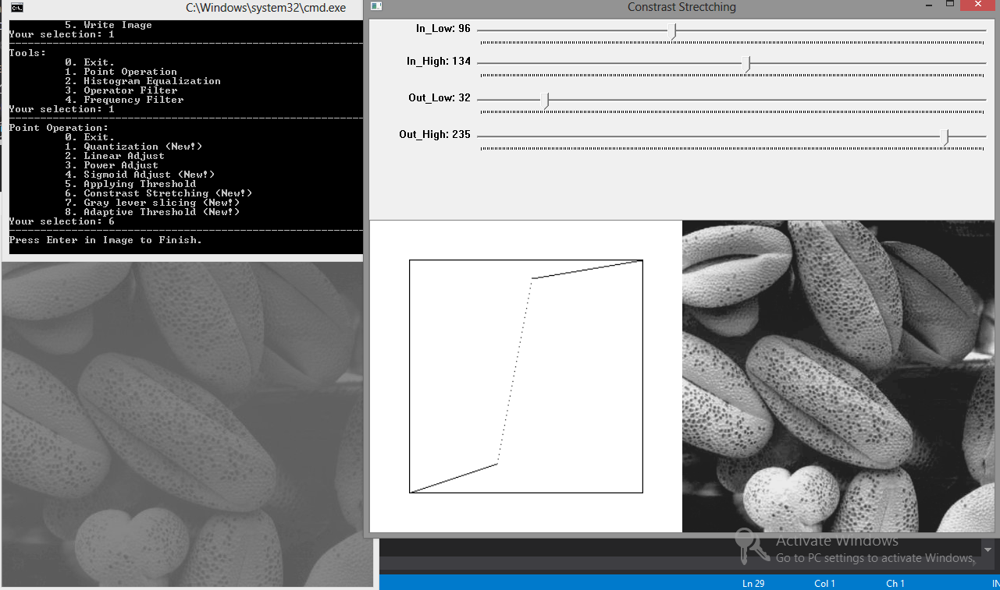 C:\Windows\system32\cmd.exe
5. Write Image
Your selection: 1
Tools:
0. Exit.
1. Point Operation
2. Histogram Equalization
3. Operator Filter
4. Frequency Filter
Your selection: 1
Point Operation:
0. Exit.
1. Quantization (New!)
2. Linear Adjust
3. Power Adjust
4. Sigmoid Adjust (New!)
5. Applying Threshold
6. Constrast Stretching (New!)
7. Gray lever slicing (New!)
8. Adaptive Threshold (New!)
Your selection: 6
Press Enter in Image to Finish.
Constrast Strectching
In_Low: 96
In_High: 134
Out_Low: 32
Out_High: 235
Activate Windows
Go to PC settings to activate Windows.
Ln 29 Col 1 Ch 1 IN